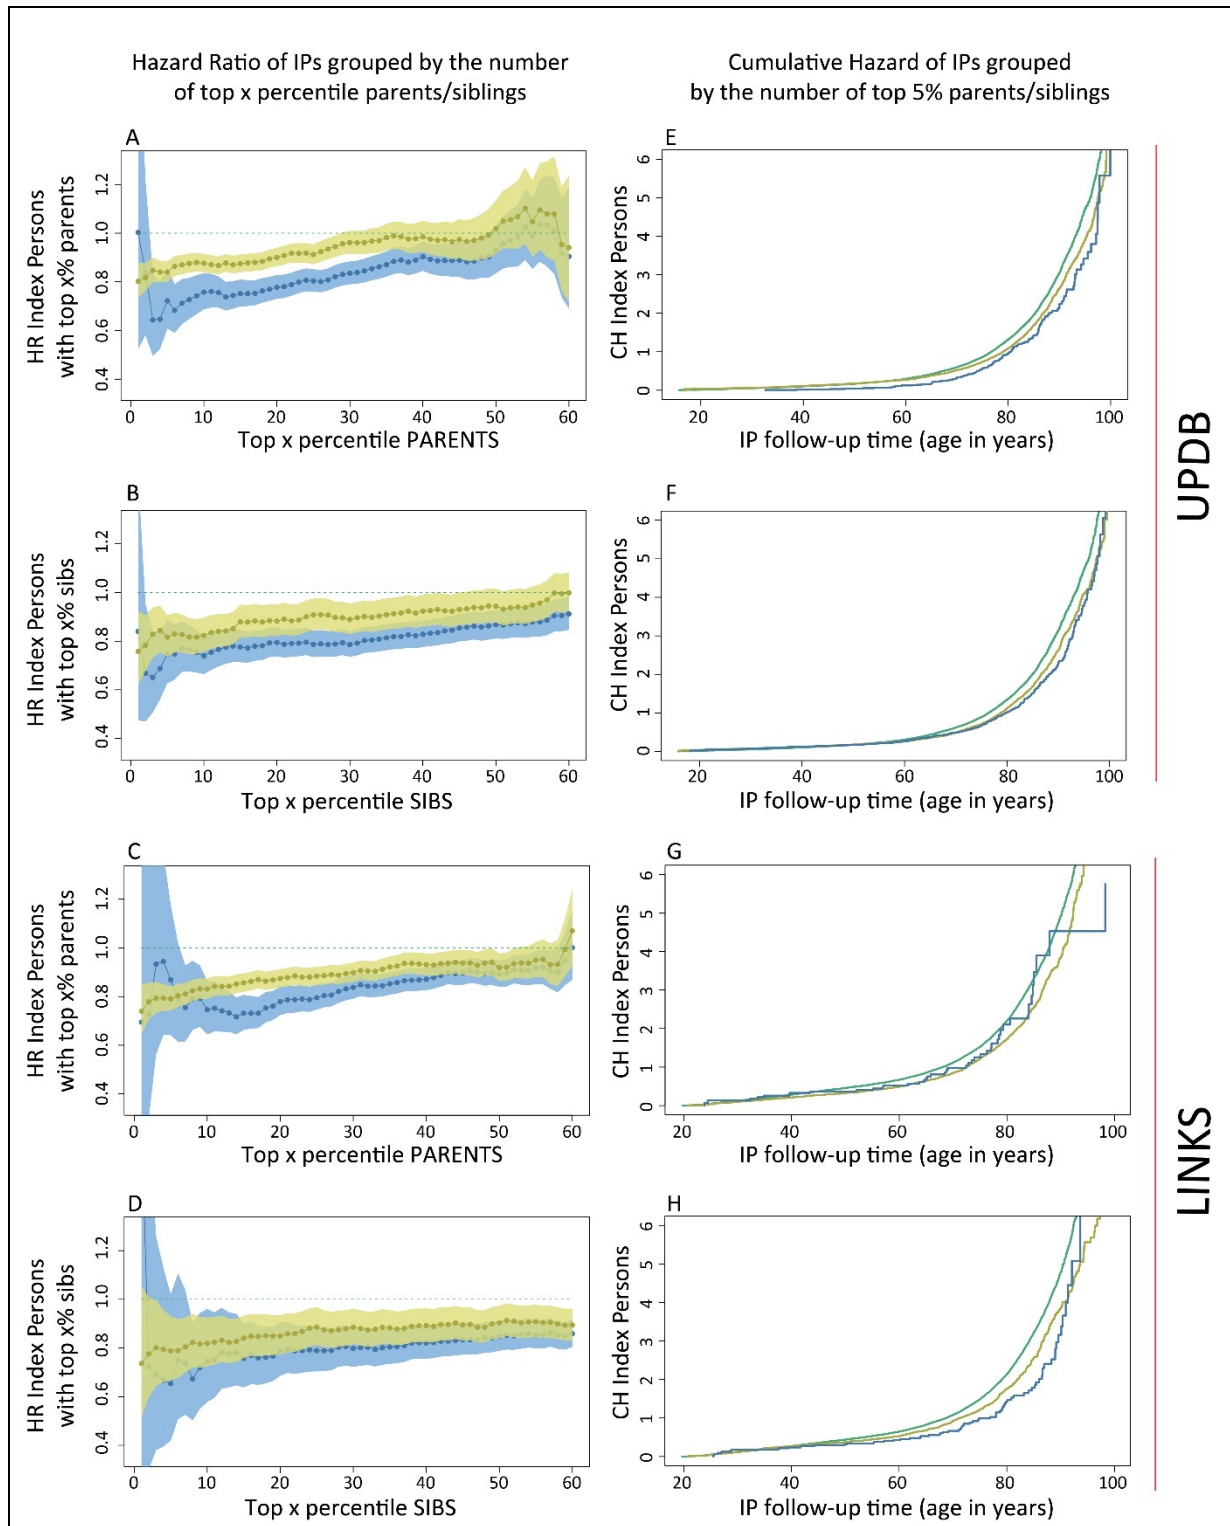 Hazard Ratio of IPs grouped by the number
of top x percentile parents/siblings
Cumulative Hazard of IPs grouped
by the number of top 5% parents/siblings
A
HR Index Persons
with top x% parents
0.4 0.6 0.8 1.0 1.2
0 10 20 30 40 50 60
Top x percentile PARENTS
E
CH Index Persons
0 1 2 3 4 5 6
20 40 60 80 100
IP follow-up time (age in years)
B
HR Index Persons
with top x% sibs
0.4 0.6 0.8 1.0 1.2
0 10 20 30 40 50 60
Top x percentile SIBS
F
CH Index Persons
0 1 2 3 4 5 6
20 40 60 80 100
IP follow-up time (age in years)
UPDB
C
HR Index Persons
with top x% parents
0.4 0.6 0.8 1.0 1.2
0 10 20 30 40 50 60
Top x percentile PARENTS
G
CH Index Persons
0 1 2 3 4 5 6
20 40 60 80 100
IP follow-up time (age in years)
D
HR Index Persons
with top x% sibs
0.4 0.6 0.8 1.0 1.2
0 10 20 30 40 50 60
Top x percentile SIBS
H
CH Index Persons
0 1 2 3 4 5 6
20 40 60 80 100
IP follow-up time (age in years)
LINKS